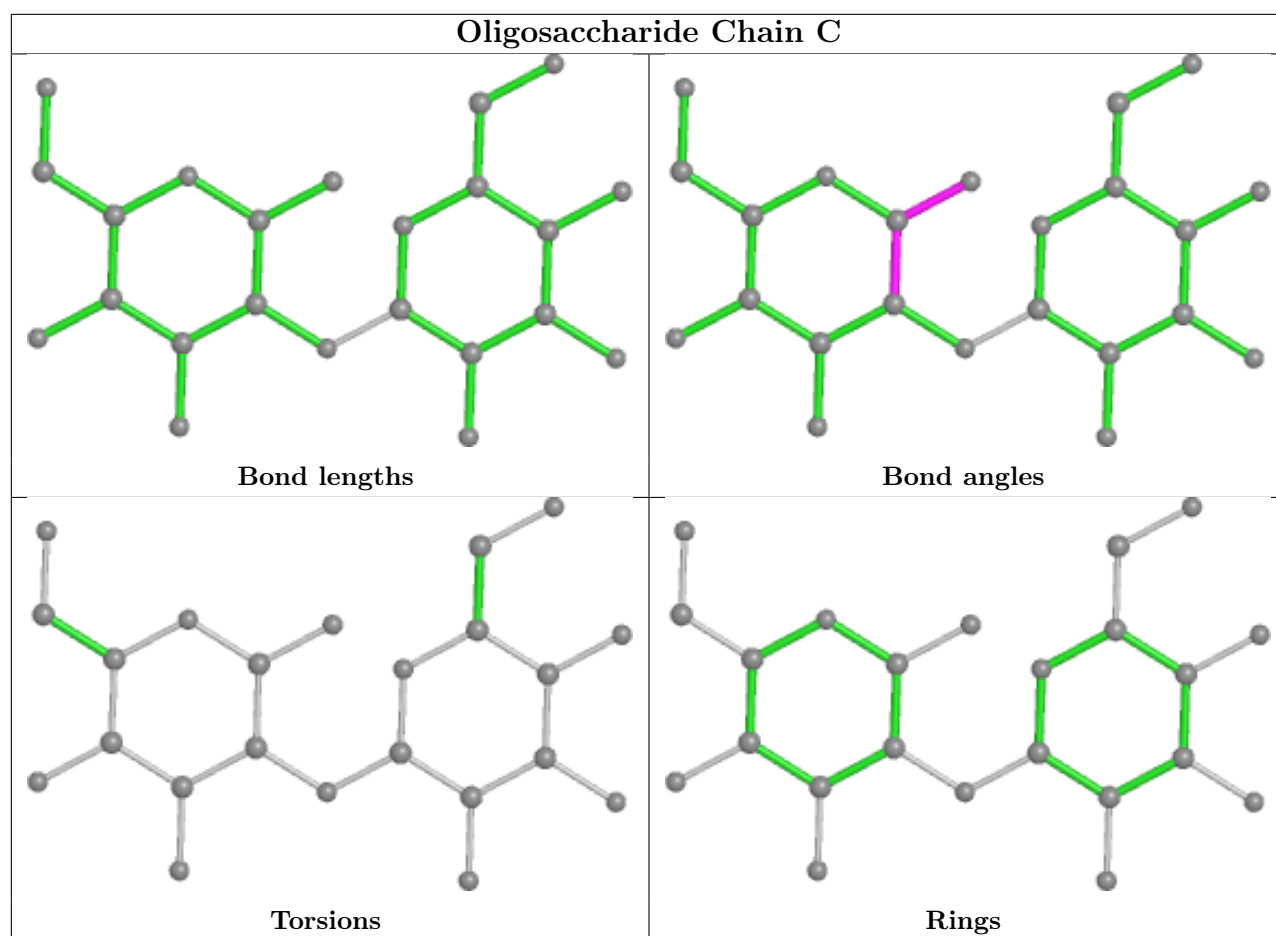 Oligosaccharide Chain C
Bond lengths
Bond angles
Torsions
Rings